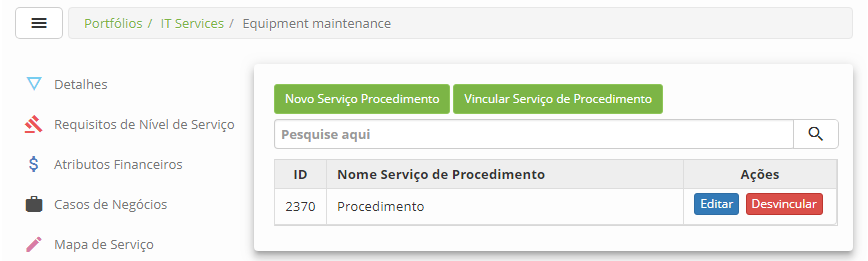 Portfólios / IT Services / Equipment maintenance
Detalhes
Requisitos de Nível de Serviço
Atributos Financeiros
Casos de Negócios
Mapa de Serviço
Novo Serviço Procedimento Vincular Serviço de Procedimento
Pesquise aqui
ID Nome Serviço de Procedimento Ações
2370 Procedimento Editar Desvincular